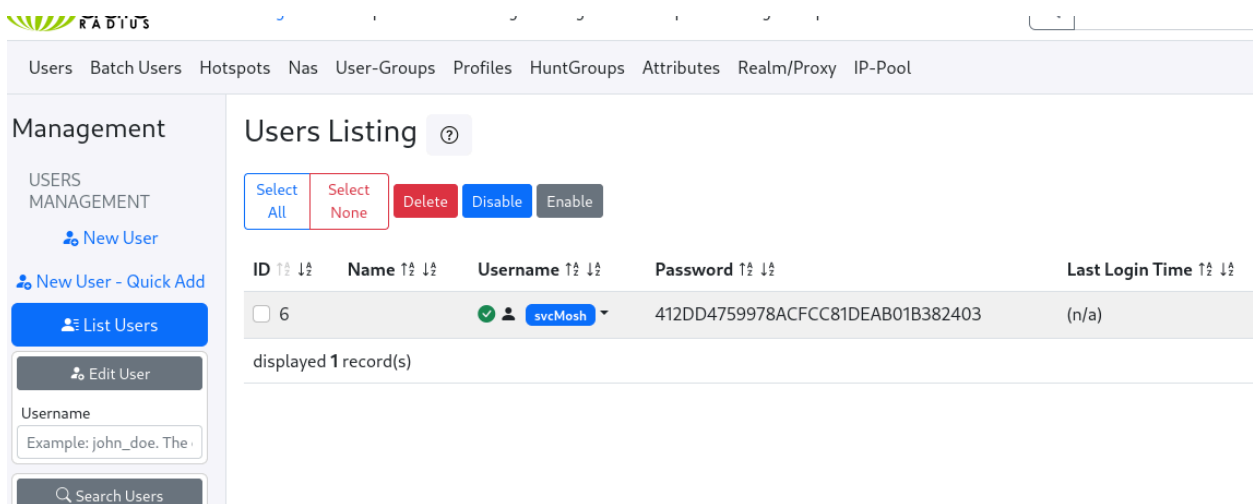 RADIUS
Users Batch Users Hotspots Nas User-Groups Profiles HuntGroups Attributes Realm/Proxy IP-Pool
Management
USERS
MANAGEMENT
New User
New User - Quick Add
List Users
Edit User
Username
Example: john_doe. The
Search Users
Users Listing
Select All Select None Delete Disable Enable
ID Name Username Password Last Login Time
6 svcMosh 412DD4759978ACFCC81DEAB01B382403 (n/a)
displayed 1 record(s)